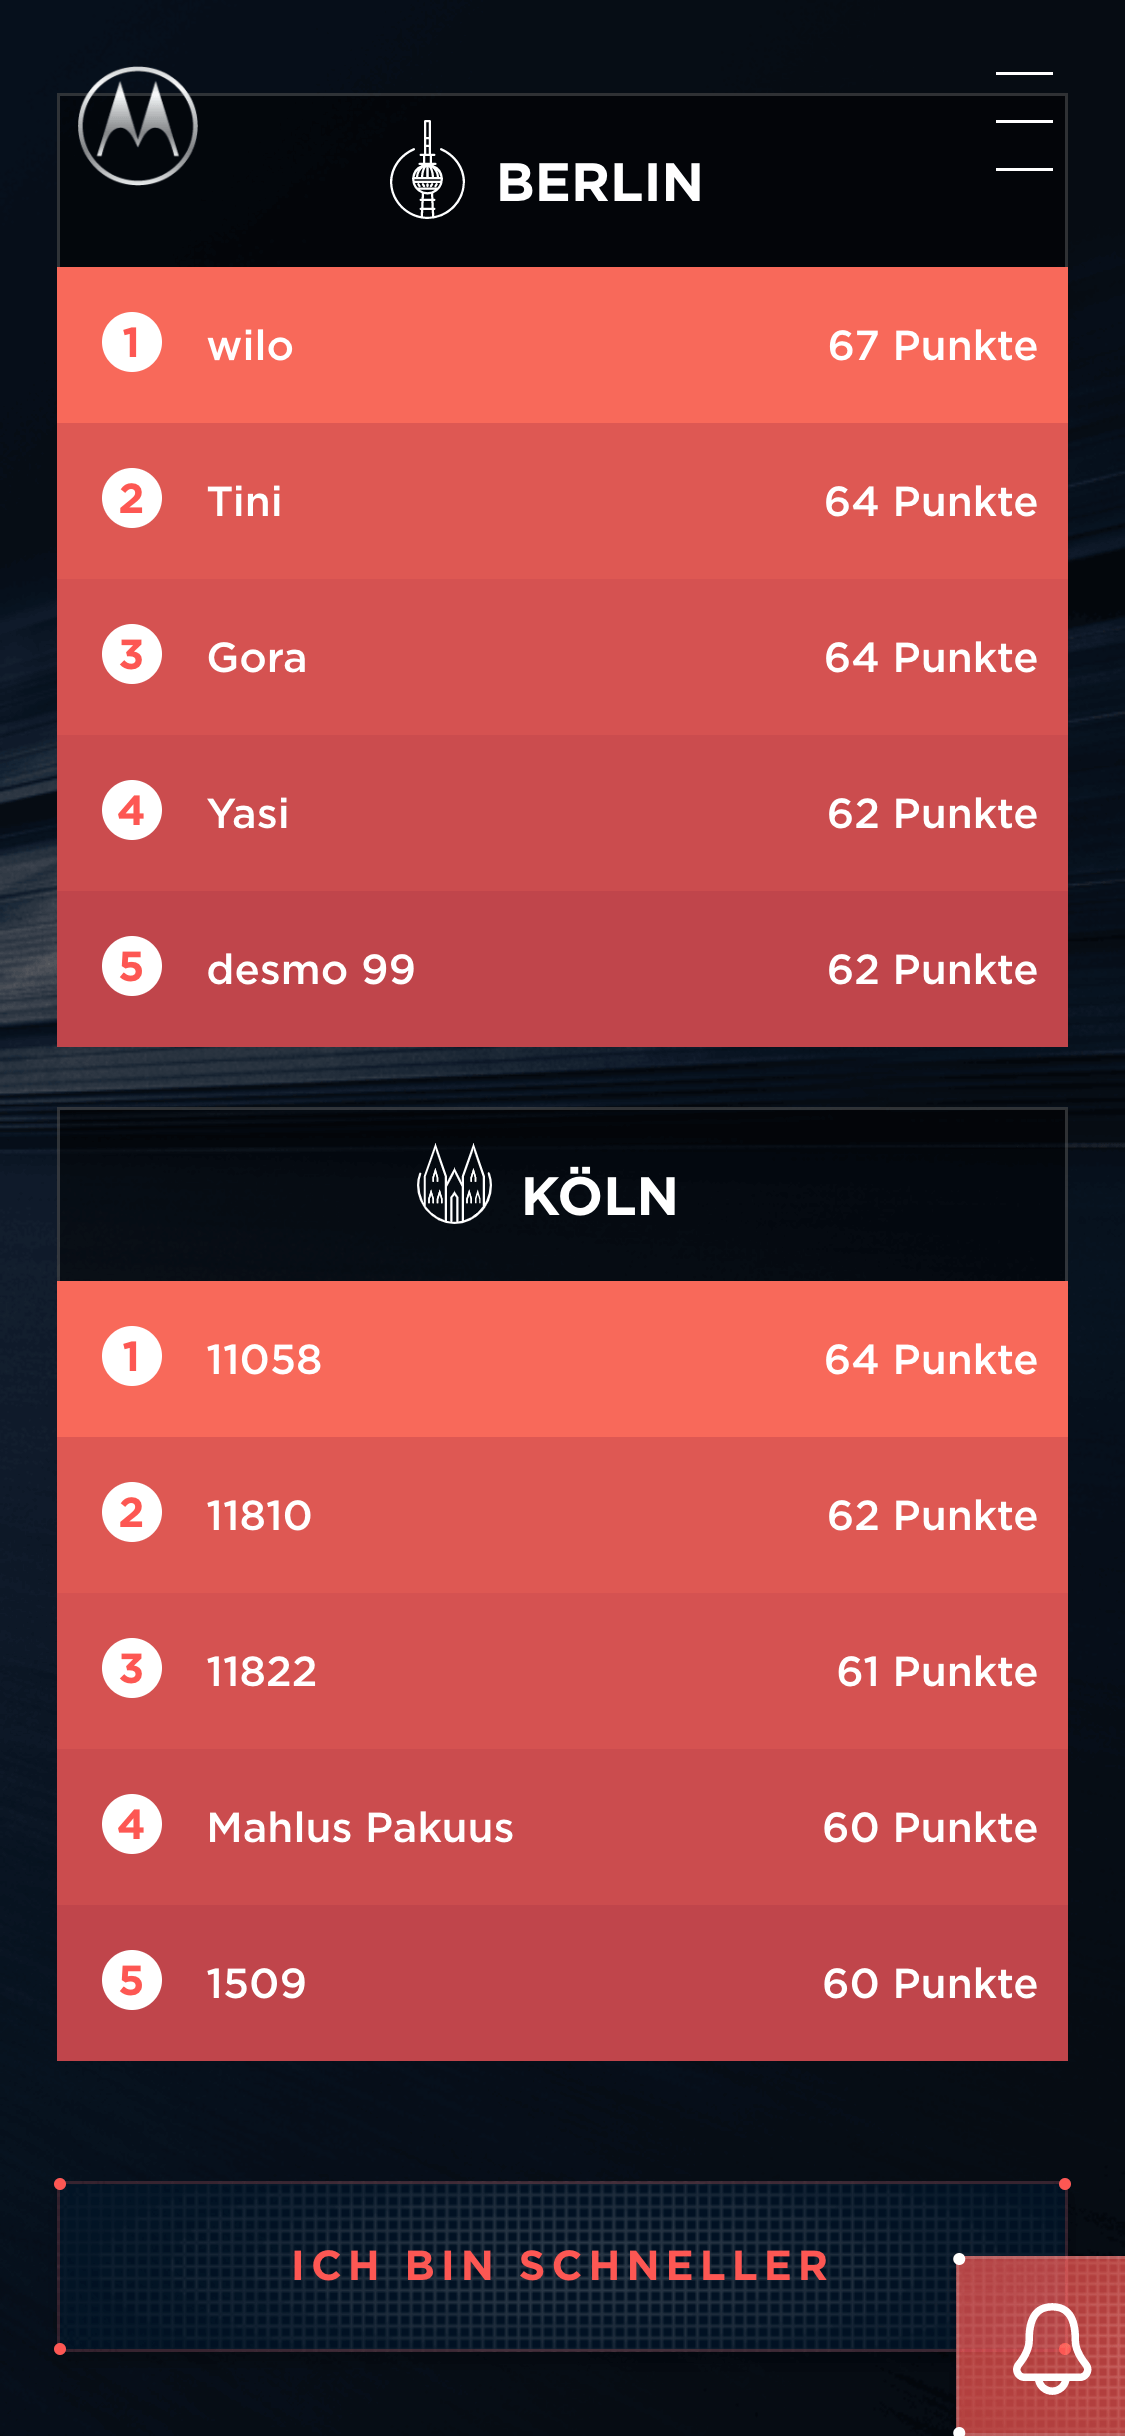 BERLIN
1 wilo 67 Punkte
2 Tini 64 Punkte
3 Gora 64 Punkte
4 Yasi 62 Punkte
5 desmo 99 62 Punkte
KÖLN
1 11058 64 Punkte
2 11810 62 Punkte
3 11822 61 Punkte
4 Mahlus Pakuus 60 Punkte
5 1509 60 Punkte
ICH BIN SCHNELLER